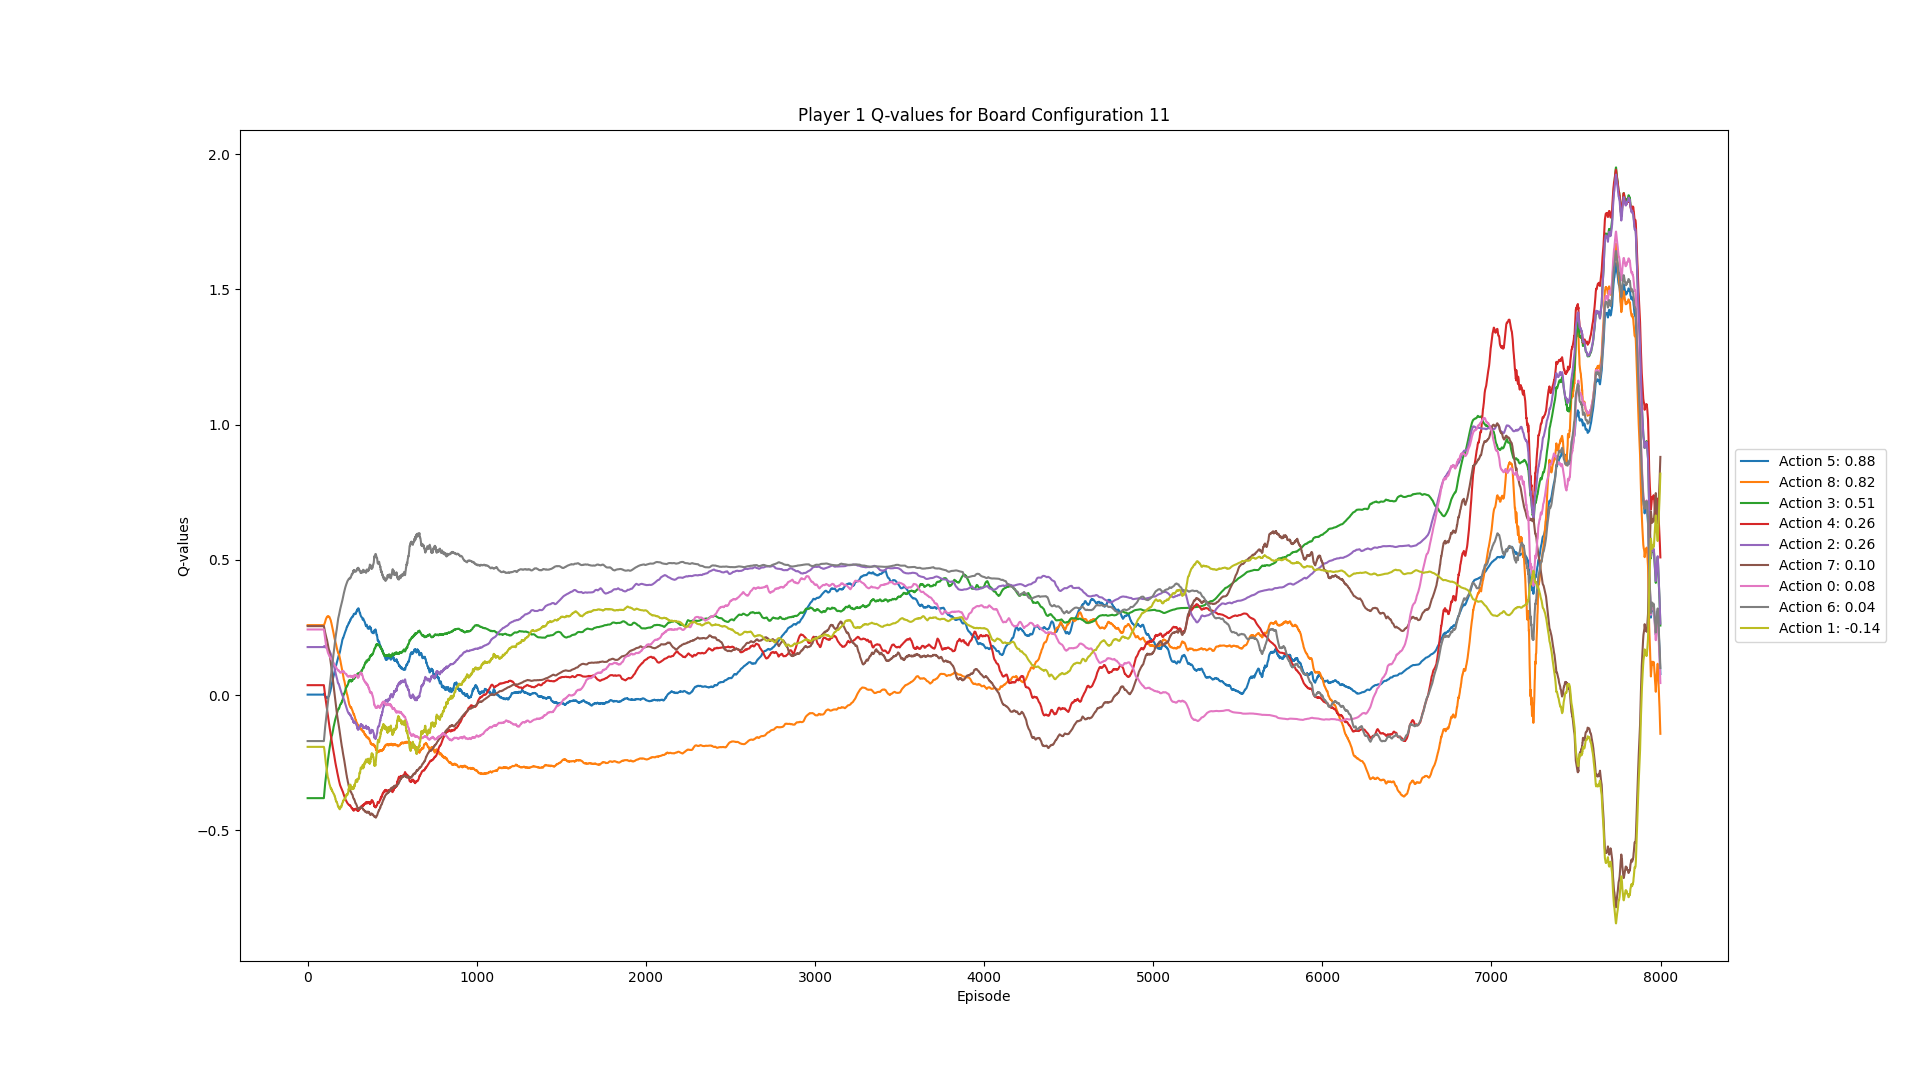 Player 1 Q-values for Board Configuration 11
2.0
1.5
1.0
0.5
0.0
−0.5
Q-values
0
1000
2000
3000
4000
5000
6000
7000
8000
Episode
Action 5: 0.88
Action 8: 0.82
Action 3: 0.51
Action 4: 0.26
Action 2: 0.26
Action 7: 0.10
Action 0: 0.08
Action 6: 0.04
Action 1: -0.14